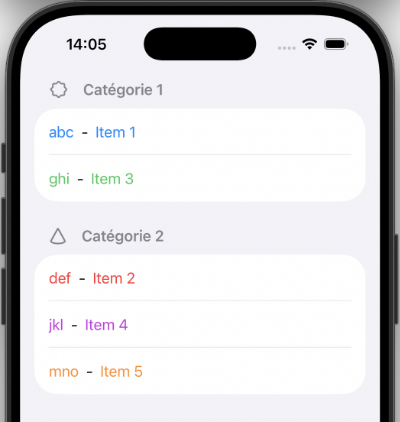 14:05
Catégorie 1
abc - Item 1
ghi - Item 3
Catégorie 2
def - Item 2
jkl - Item 4
mno - Item 5